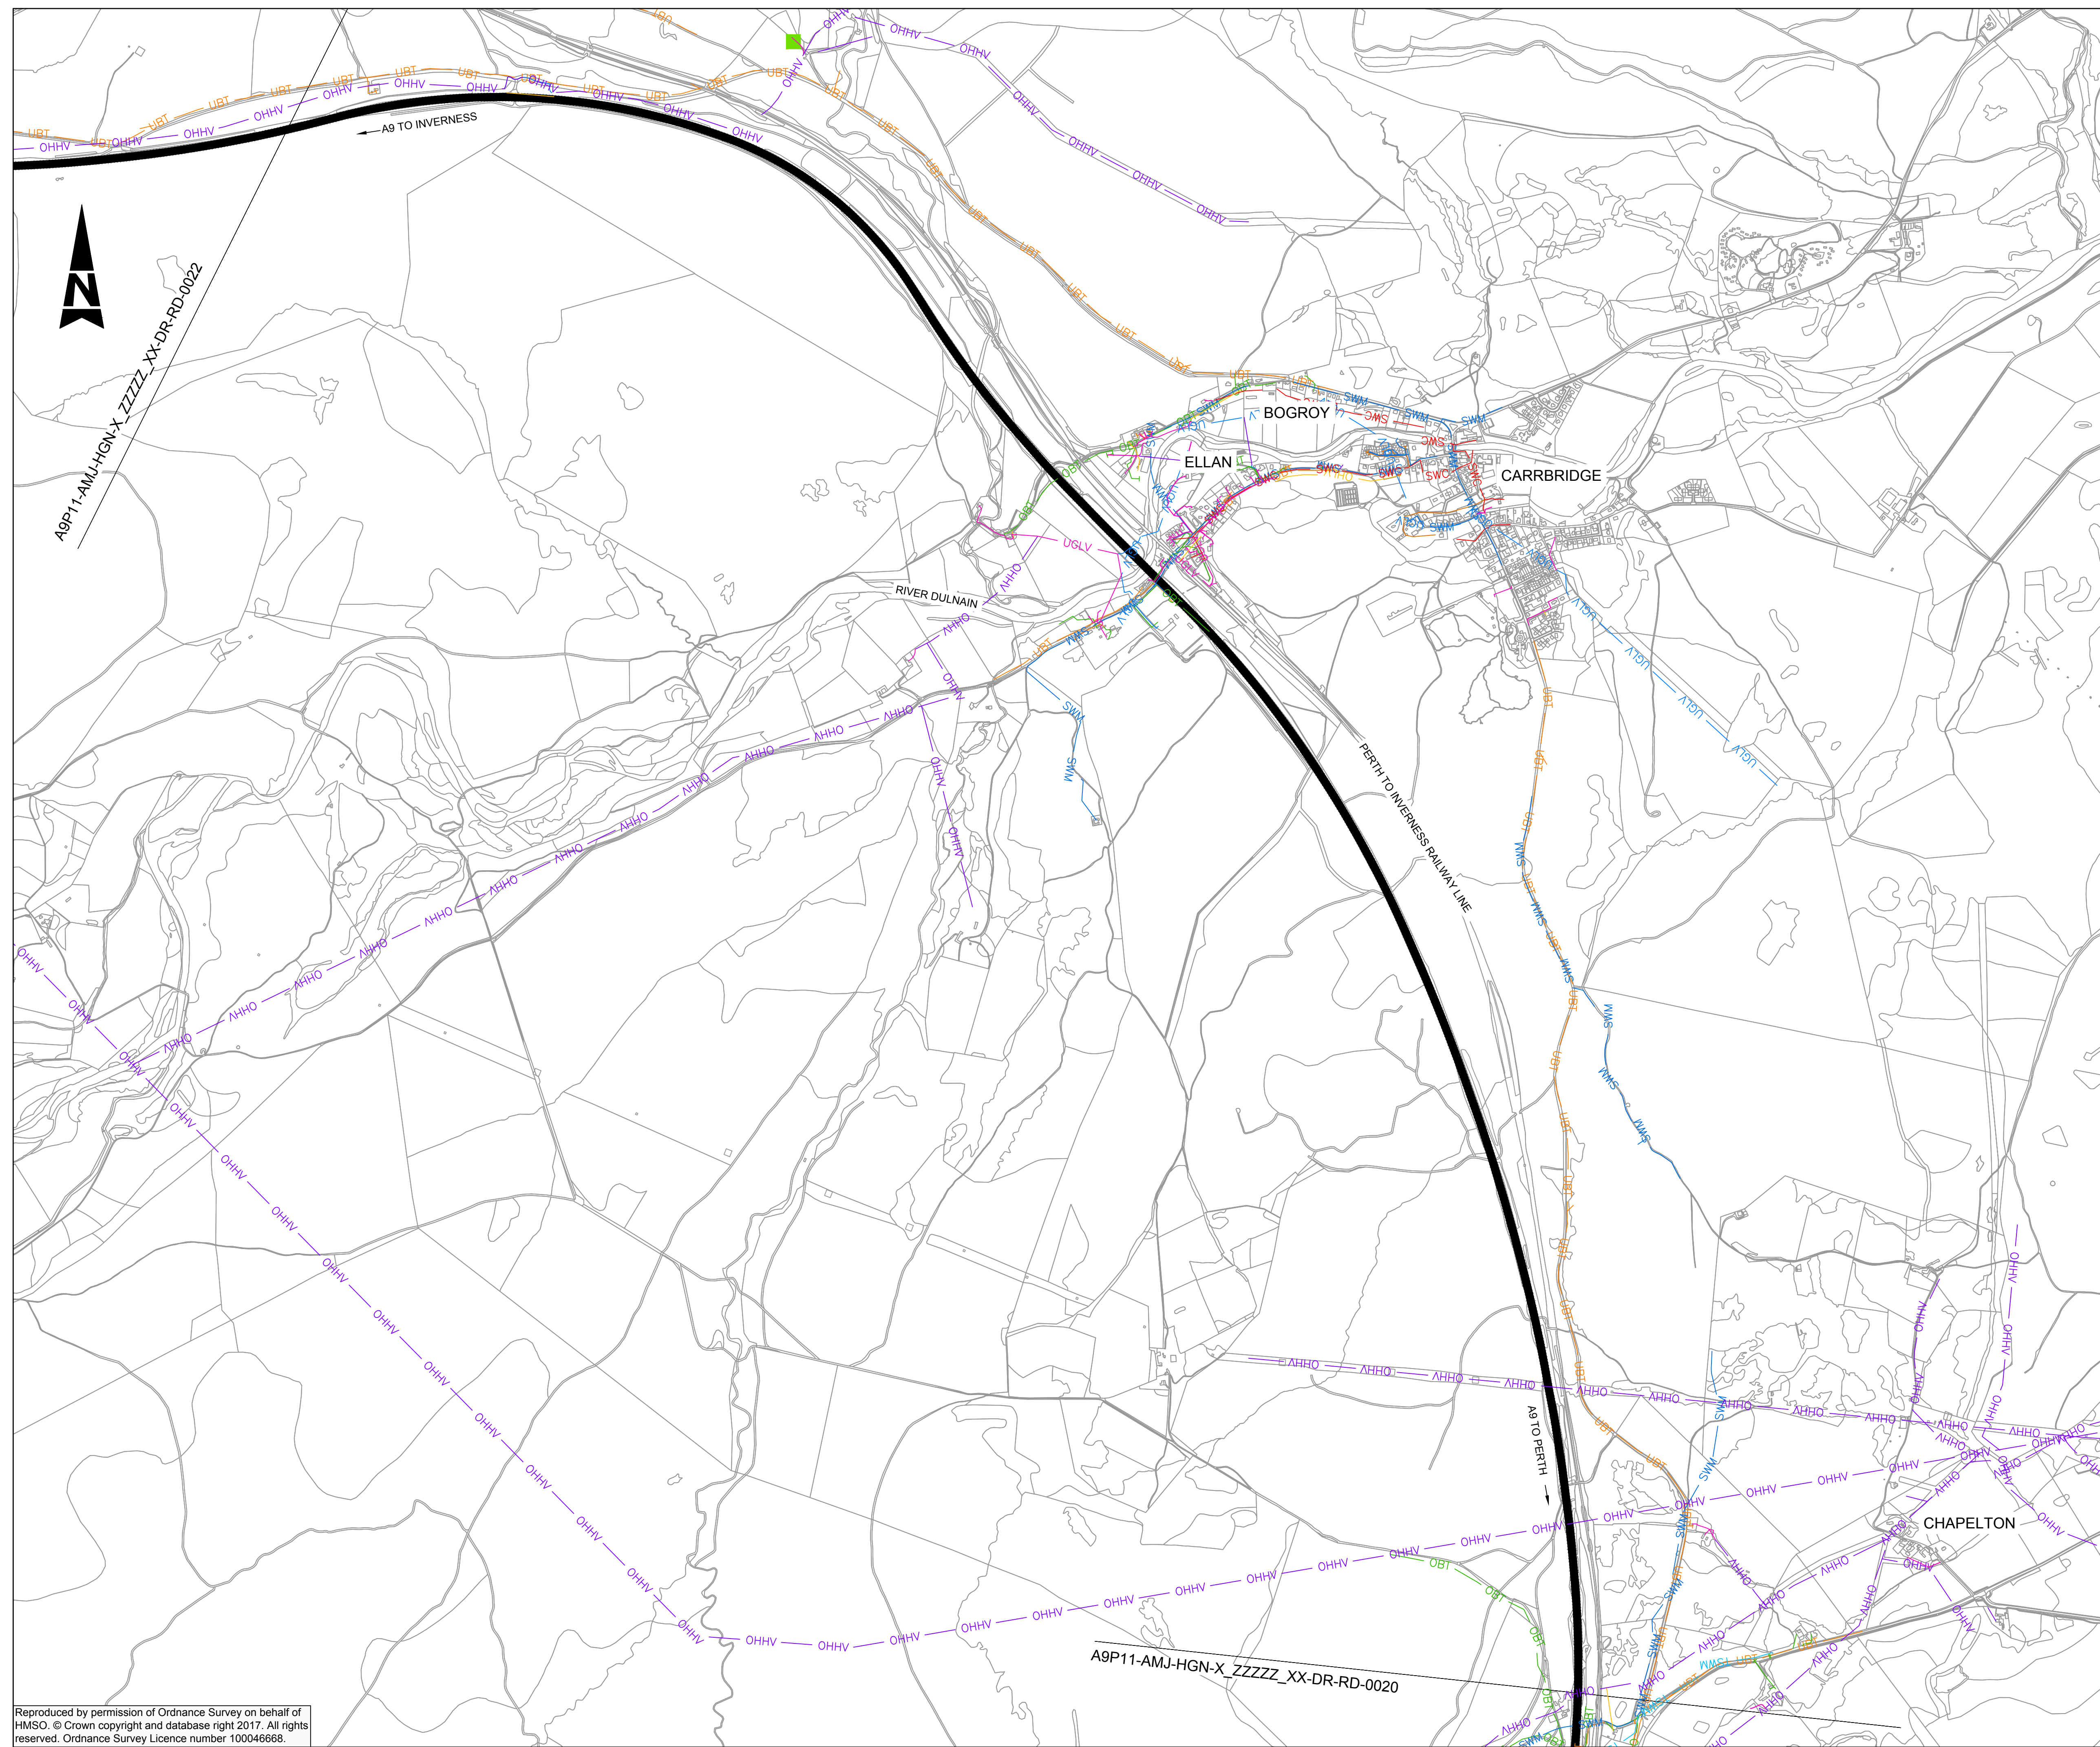 A9 TO INVERNESS
N
A9P11-AMJ-HGN-X_ZZZZZ_XX-DR-RD-0022
BOGROY
ELLAN
CARRBRIDGE
RIVER DULNAIN
PERTH TO INVERNESS RAILWAY LINE
A9 TO PERTH
CHAPELTON
A9P11-AMJ-HGN-X_ZZZZZ_XX-DR-RD-0020
UBT
OHHV
OBT
UGLV
SWM
SWC
Reproduced by permission of Ordnance Survey on behalf of
HMSO. © Crown copyright and database right 2017. All rights
reserved. Ordnance Survey Licence number 100046668.